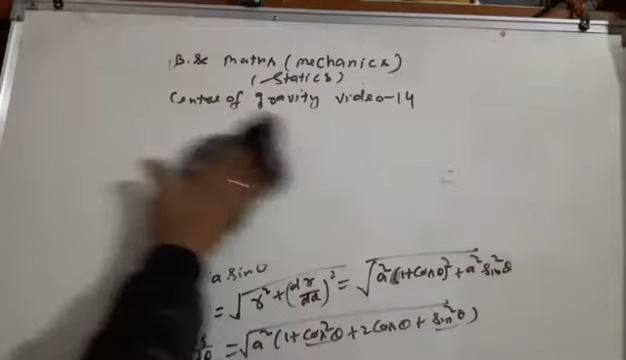 B.Sc maths (mechanics)
(Statics)
Centre of gravity video-14
a sinθ
= √(r² + (dr/dθ)²) = √(a²(1+cosθ)² + a² sin²θ)
= √(a²(1 + cos²θ + 2cosθ + sin²θ))